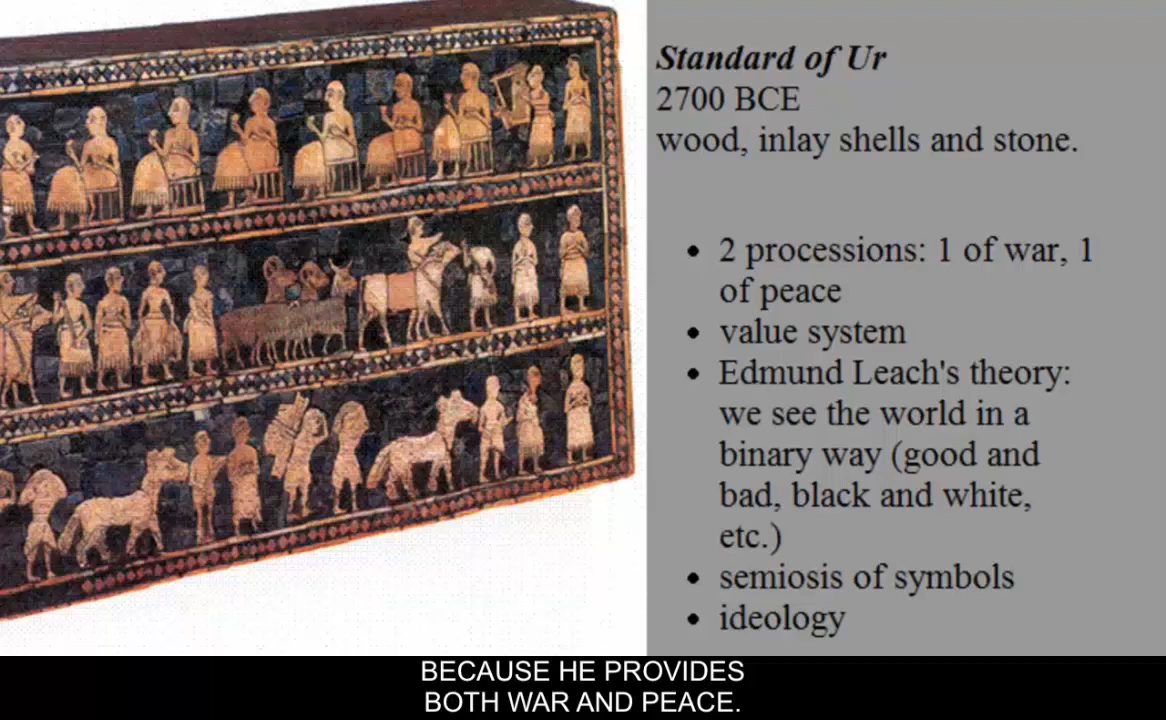 Standard of Ur
2700 BCE
wood, inlay shells and stone.
• 2 processions: 1 of war, 1
of peace
• value system
• Edmund Leach's theory:
we see the world in a
binary way (good and
bad, black and white,
etc.)
• semiosis of symbols
• ideology
BECAUSE HE PROVIDES
BOTH WAR AND PEACE.